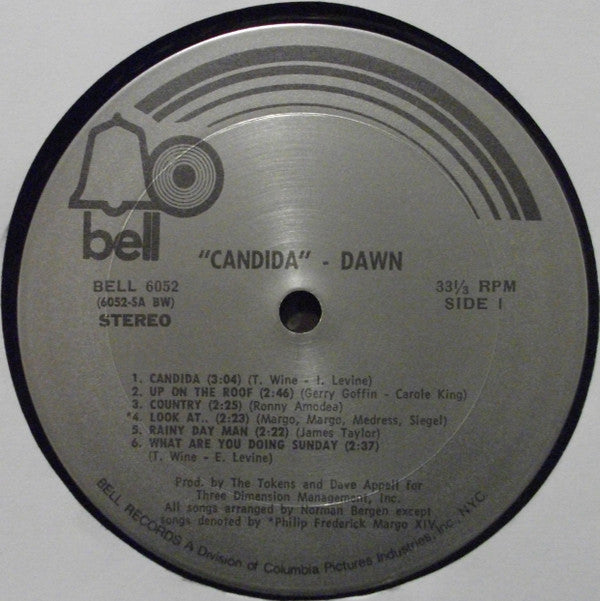 bell
"CANDIDA" - DAWN
BELL 6052
(6052-SA BW)
STEREO
33⅓ RPM
SIDE 1
1. CANDIDA (3:04) (T. Wine - I. Levine)
2. UP ON THE ROOF (2:46) (Gerry Goffin - Carole King)
3. COUNTRY (2:25) (Ronny Amodea)
*4. LOOK AT.. (2:23) (Margo, Margo, Medress, Siegel)
5. RAINY DAY MAN (2:22) (James Taylor)
6. WHAT ARE YOU DOING SUNDAY (2:37)
(T. Wine - E. Levine)
Prod. by The Tokens and Dave Appell for
Three Dimension Management, Inc.
All songs arranged by Norman Bergen except
songs denoted by *Philip Frederick Margo XIV.
BELL RECORDS A Division of Columbia Pictures Industries, Inc., N.Y.C.